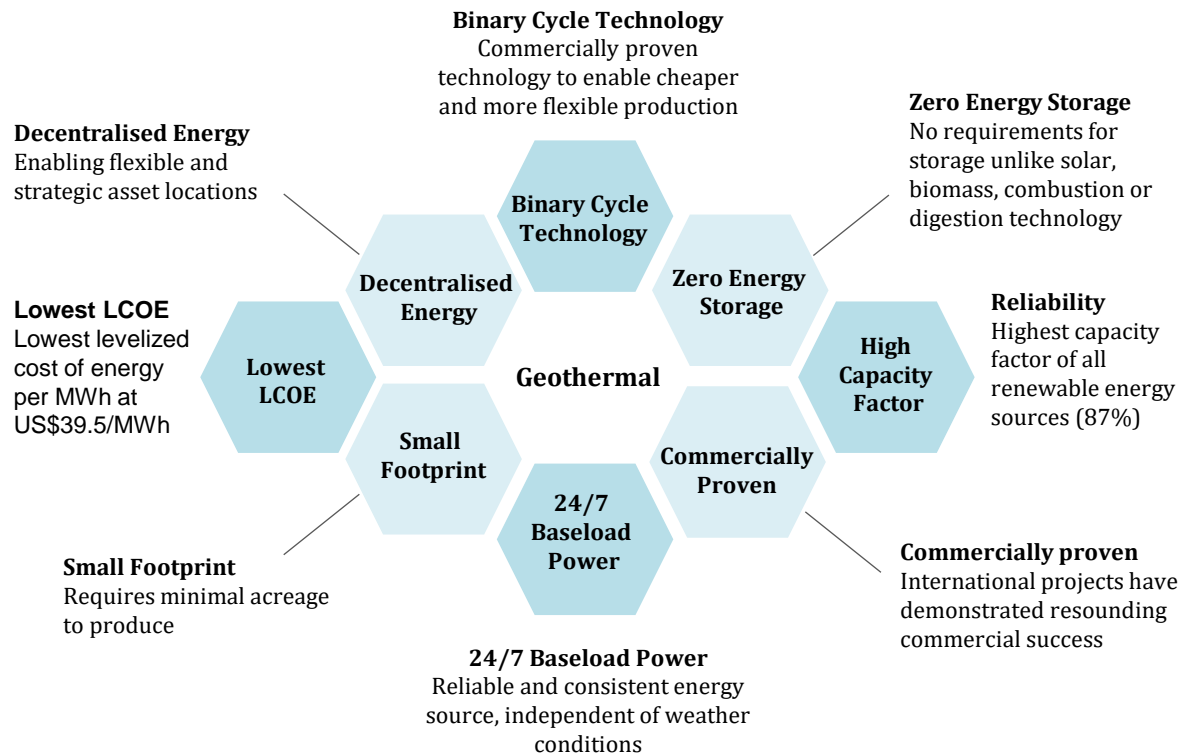 Binary Cycle Technology
Commercially proven
technology to enable cheaper
and more flexible production
Decentralised Energy
Enabling flexible and
strategic asset locations
Zero Energy Storage
No requirements for
storage unlike solar,
biomass, combustion or
digestion technology
Binary Cycle
Technology
Decentralised
Energy
Zero Energy
Storage
Lowest LCOE
Lowest levelized
cost of energy
per MWh at
US$39.5/MWh
Lowest
LCOE
Geothermal
High
Capacity
Factor
Reliability
Highest capacity
factor of all
renewable energy
sources (87%)
Small
Footprint
Commercially
Proven
24/7
Baseload
Power
Small Footprint
Requires minimal acreage
to produce
Commercially proven
International projects have
demonstrated resounding
commercial success
24/7 Baseload Power
Reliable and consistent energy
source, independent of weather
conditions